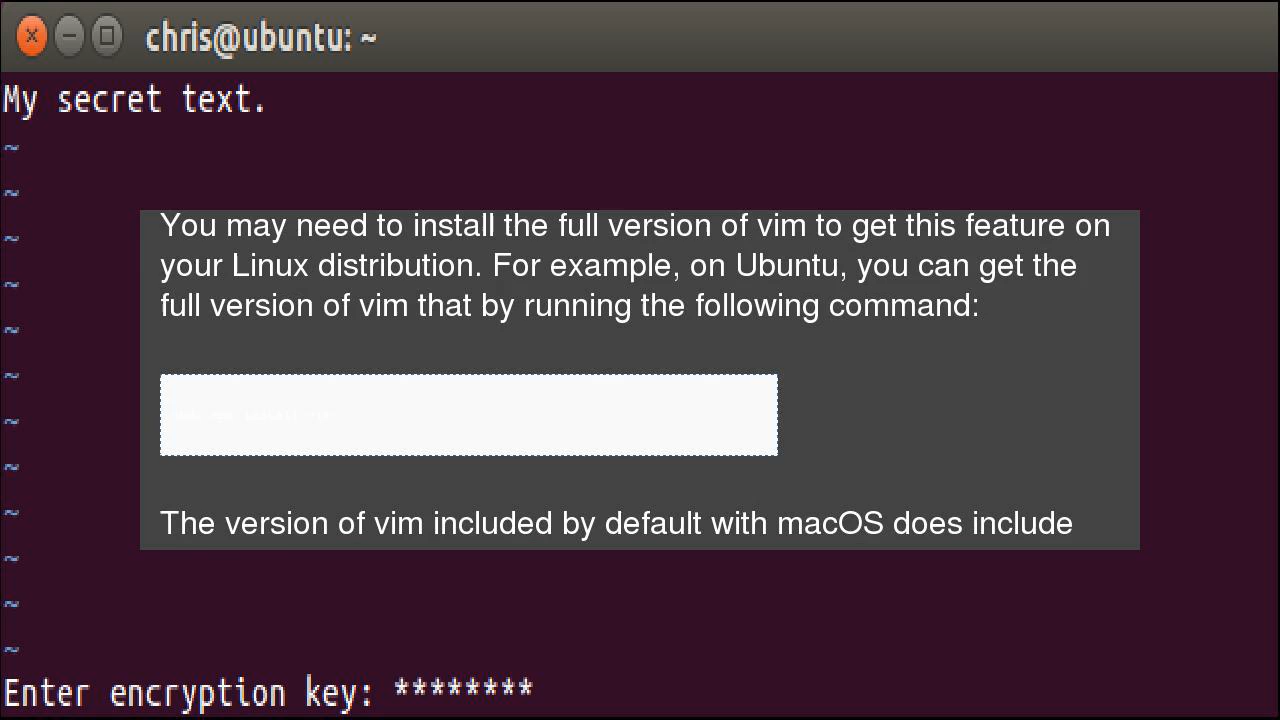 chris@ubuntu: ~
My secret text.
~
~
~
~
~
~
~
~
~
~
~
~
You may need to install the full version of vim to get this feature on
your Linux distribution. For example, on Ubuntu, you can get the
full version of vim that by running the following command:
The version of vim included by default with macOS does include
Enter encryption key: ********